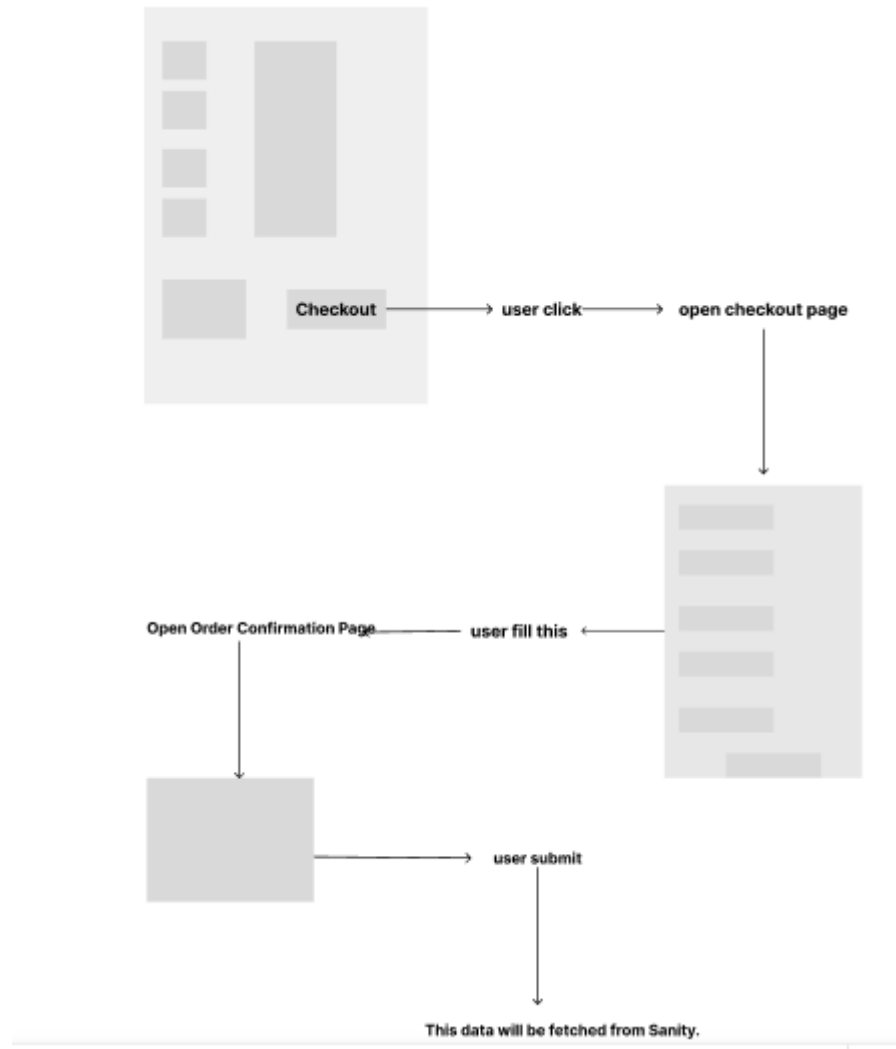 Checkout
user click
open checkout page
Open Order Confirmation Page
user fill this
user submit
This data will be fetched from Sanity.